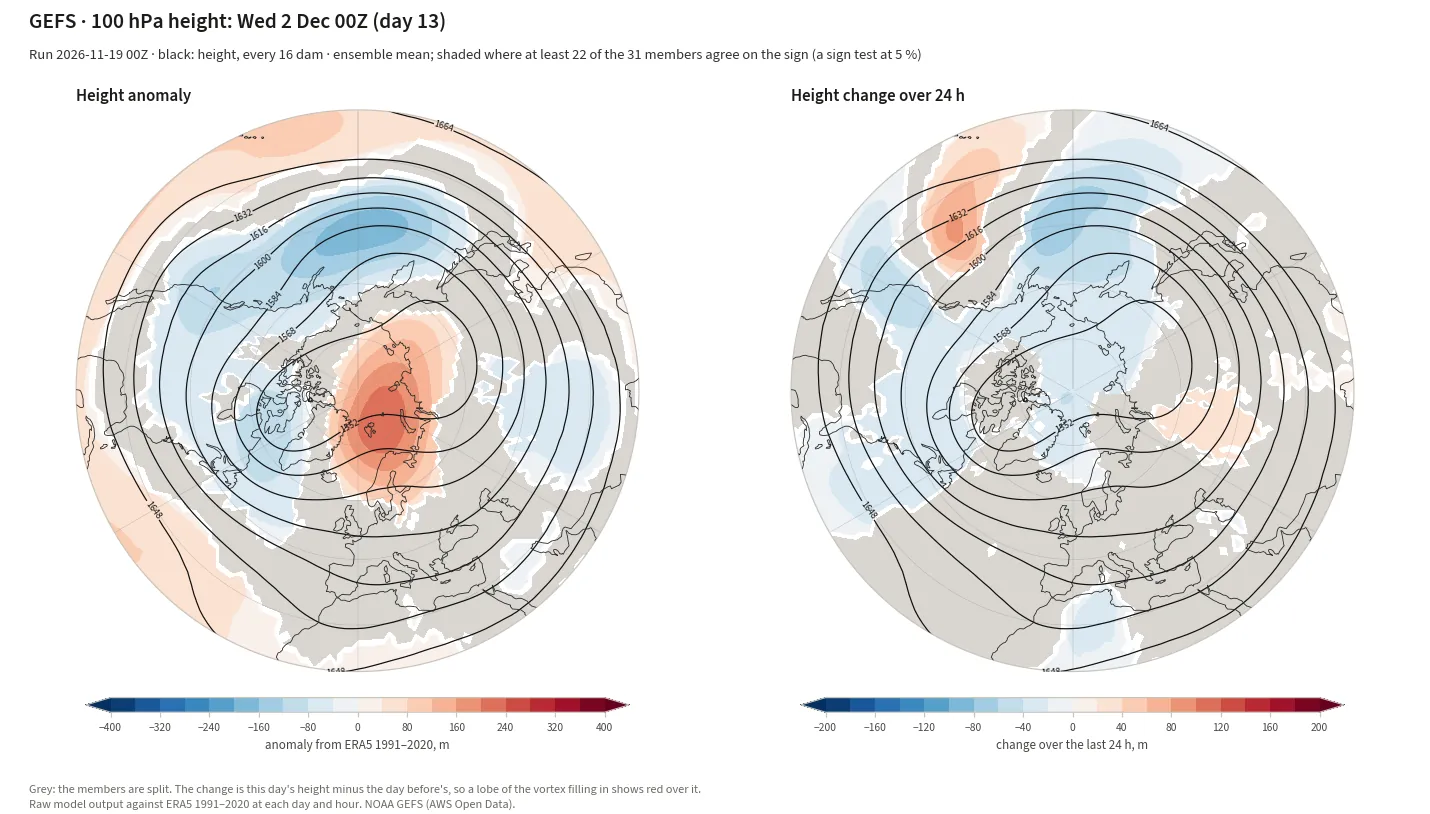 GEFS · 100 hPa height: Wed 2 Dec 00Z (day 13)
Run 2026-11-19 00Z · black: height, every 16 dam · ensemble mean; shaded where at least 22 of the 31 members agree on the sign (a sign test at 5 %)
Height anomaly
Height change over 24 h
1664
1632
1616
1600
1584
1568
1552
1648
1648
1664
1632
1616
1600
1584
1568
1552
1648
1648
−400 −320 −240 −160 −80 0 80 160 240 320 400
anomaly from ERA5 1991–2020, m
−200 −160 −120 −80 −40 0 40 80 120 160 200
change over the last 24 h, m
Grey: the members are split. The change is this day's height minus the day before's, so a lobe of the vortex filling in shows red over it.
Raw model output against ERA5 1991–2020 at each day and hour. NOAA GEFS (AWS Open Data).